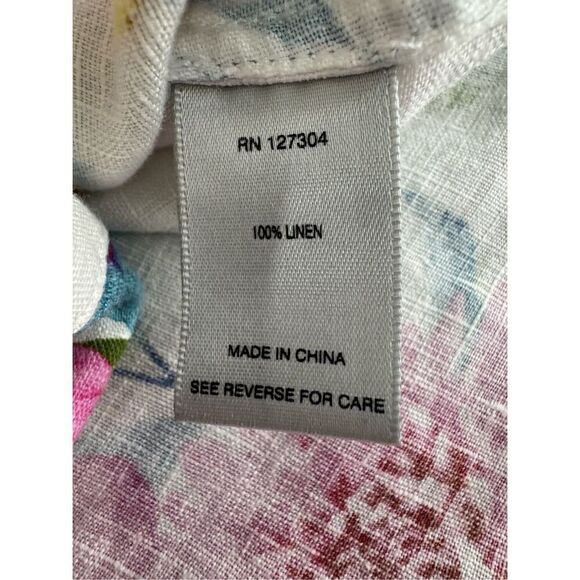 RN 127304
100% LINEN
MADE IN CHINA
SEE REVERSE FOR CARE